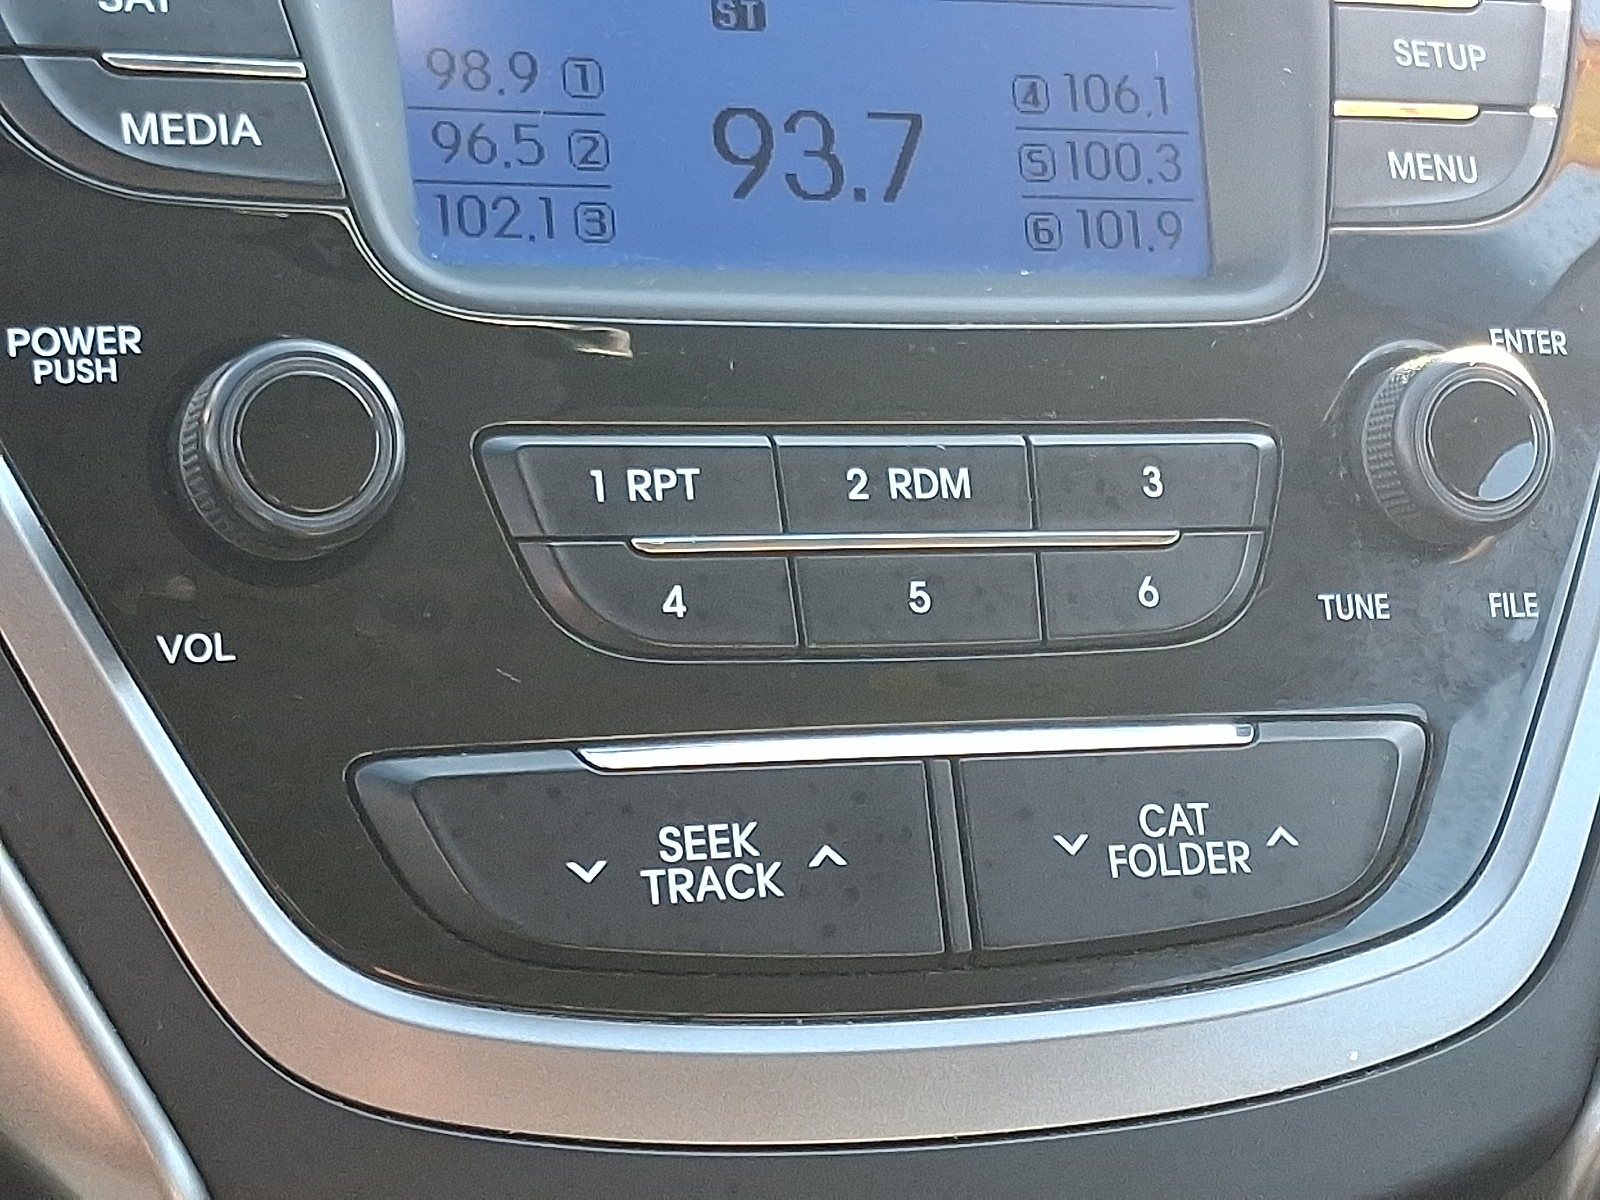 SAT
ST
SETUP
98.9 1
4 106.1
MEDIA
96.5 2
93.7
5 100.3
MENU
102.1 3
6 101.9
POWER
PUSH
ENTER
1 RPT
2 RDM
3
4
5
6
TUNE
FILE
VOL
SEEK
TRACK
CAT
FOLDER